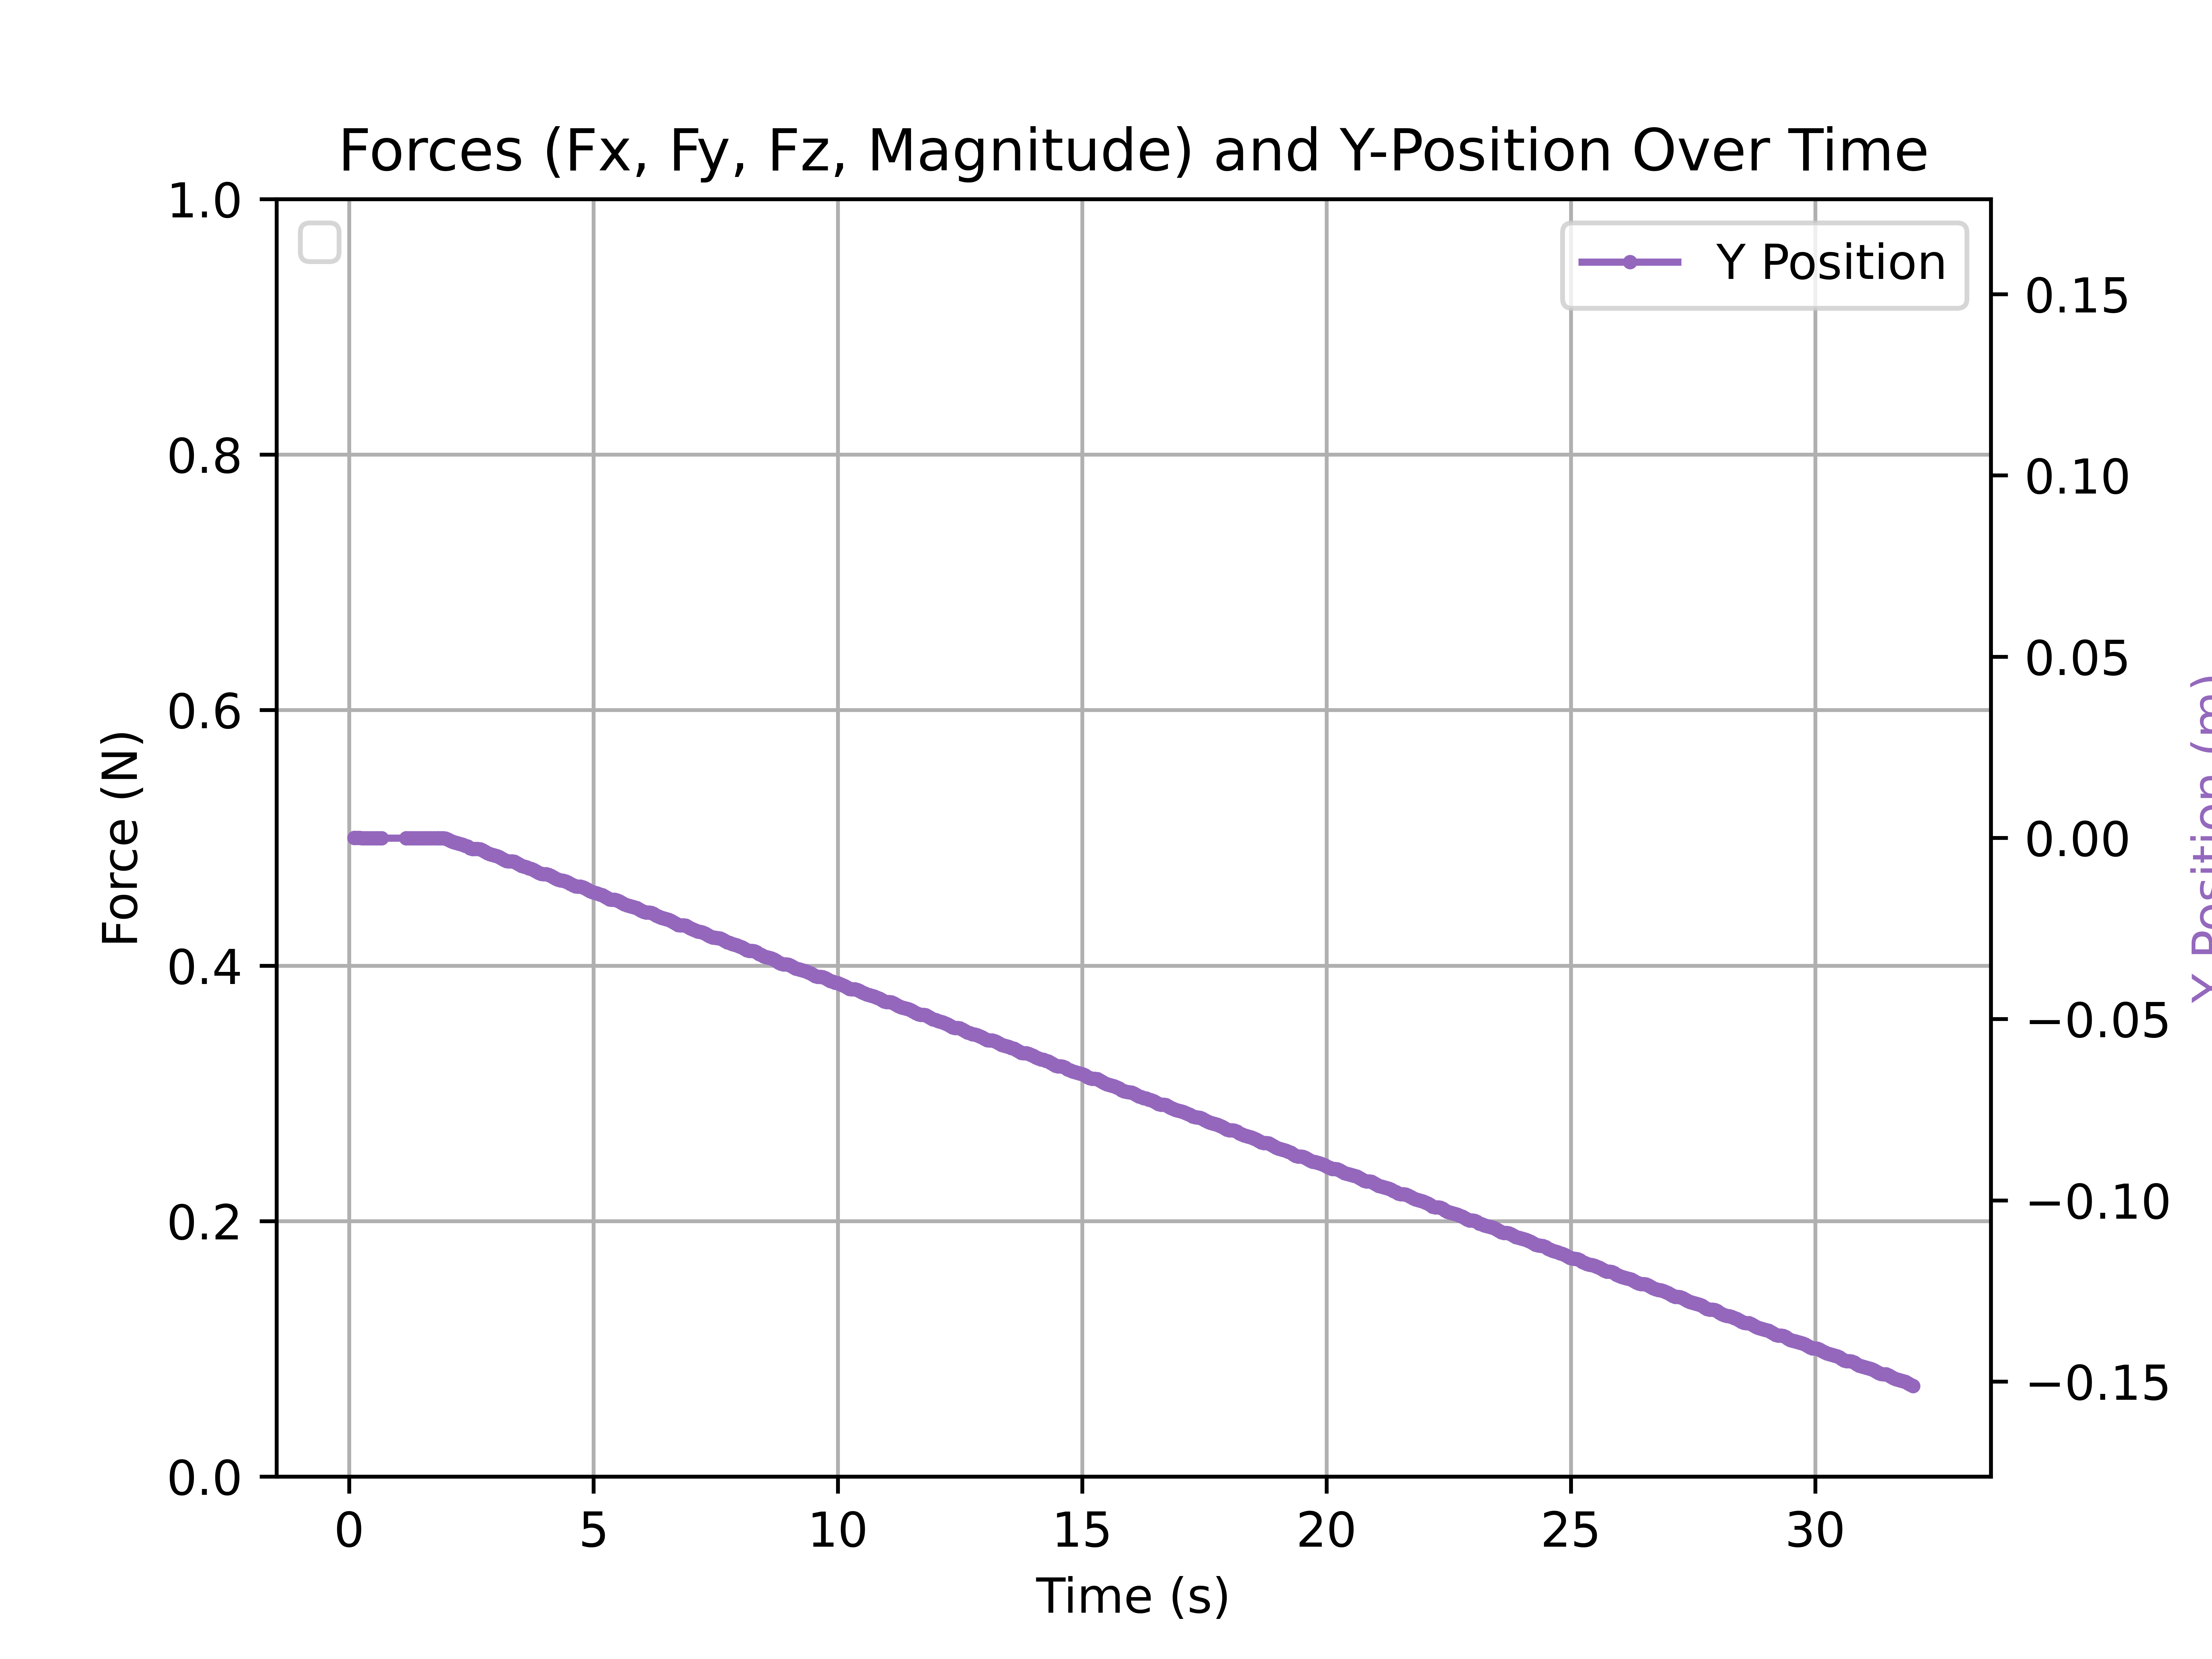 Forces (Fx, Fy, Fz, Magnitude) and Y-Position Over Time
Y Position
1.0
0.8
0.6
0.4
0.2
0.0
Force (N)
0.15
0.10
0.05
0.00
−0.05
−0.10
−0.15
Y Position (m)
0 5 10 15 20 25 30
Time (s)